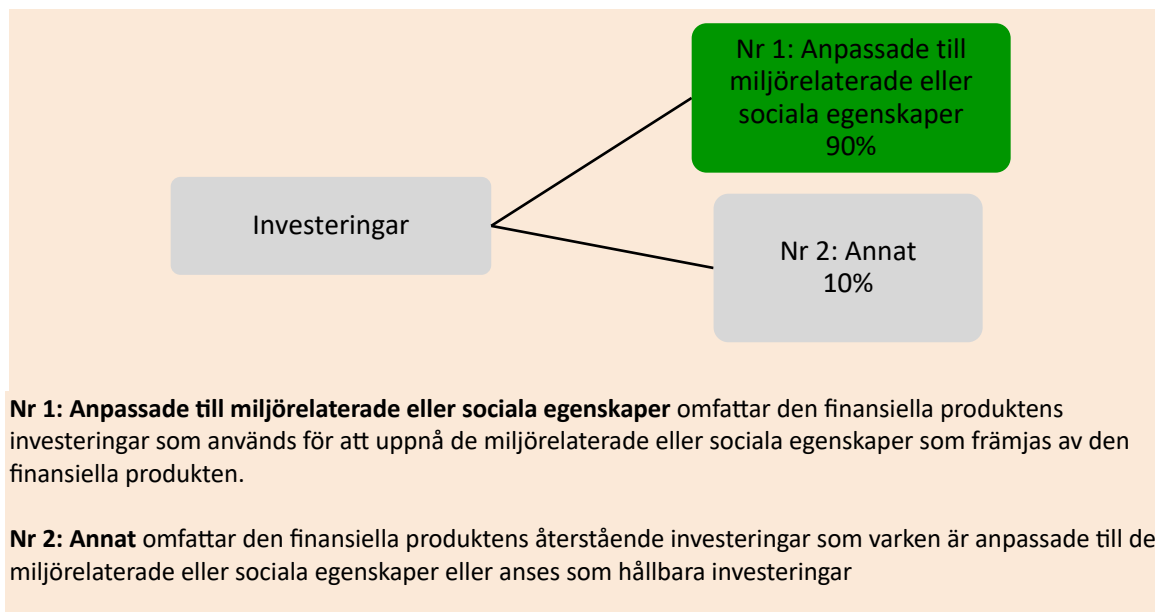 Nr 1: Anpassade till
miljörelaterade eller
sociala egenskaper
90%
Investeringar
Nr 2: Annat
10%
Nr 1: Anpassade till miljörelaterade eller sociala egenskaper omfattar den finansiella produktens
investeringar som används för att uppnå de miljörelaterade eller sociala egenskaper som främjas av den
finansiella produkten.
Nr 2: Annat omfattar den finansiella produktens återstående investeringar som varken är anpassade till de
miljörelaterade eller sociala egenskaper eller anses som hållbara investeringar